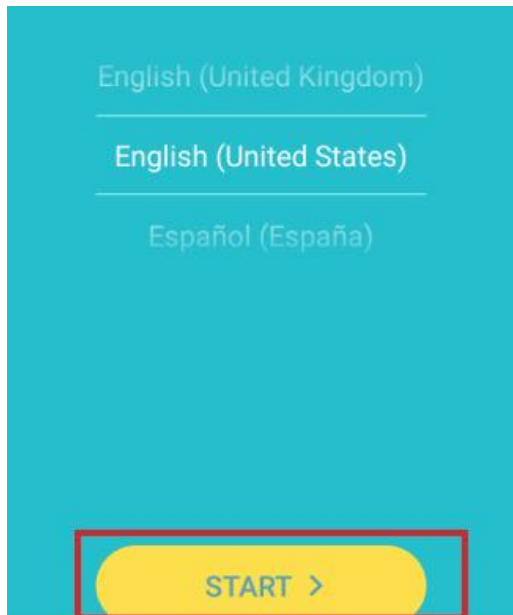 English (United Kingdom)
English (United States)
Español (España)
START >